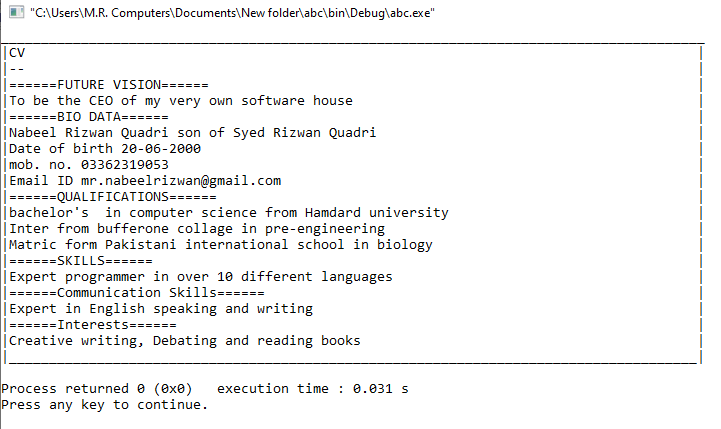 "C:\Users\M.R. Computers\Documents\New folder\abc\bin\Debug\abc.exe"
|CV |
|-- |
|======FUTURE VISION====== |
|To be the CEO of my very own software house |
|======BIO DATA====== |
|Nabeel Rizwan Quadri son of Syed Rizwan Quadri |
|Date of birth 20-06-2000 |
|mob. no. 03362319053 |
|Email ID mr.nabeelrizwan@gmail.com |
|======QUALIFICATIONS====== |
|bachelor's  in computer science from Hamdard university |
|Inter from bufferone collage in pre-engineering |
|Matric form Pakistani international school in biology |
|======SKILLS====== |
|Expert programmer in over 10 different languages |
|======Communication Skills====== |
|Expert in English speaking and writing |
|======Interests====== |
|Creative writing, Debating and reading books |
Process returned 0 (0x0)   execution time : 0.031 s
Press any key to continue.